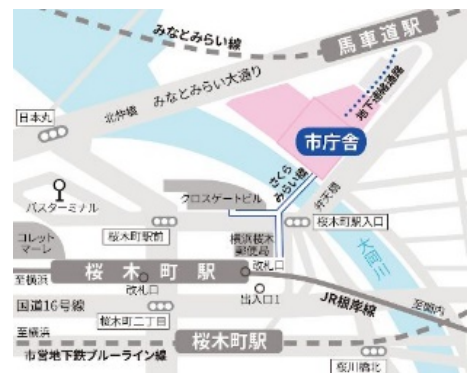 みなとみらい線
馬車道駅
みなとみらい大通り
北仲橋
地下連絡通路
日本丸
市庁舎
さくら
みらい橋
弁天橋
バスターミナル
クロスゲートビル
桜木町駅前
桜木町駅入口
コレット
マーレ
横浜桜木
郵便局
大岡川
改札口
至横浜
桜木町駅
改札口
出入口1
JR根岸線
至関内
国道16号線
桜木町二丁目
至横浜
桜木町駅
市営地下鉄ブルーライン線
桜川橋北